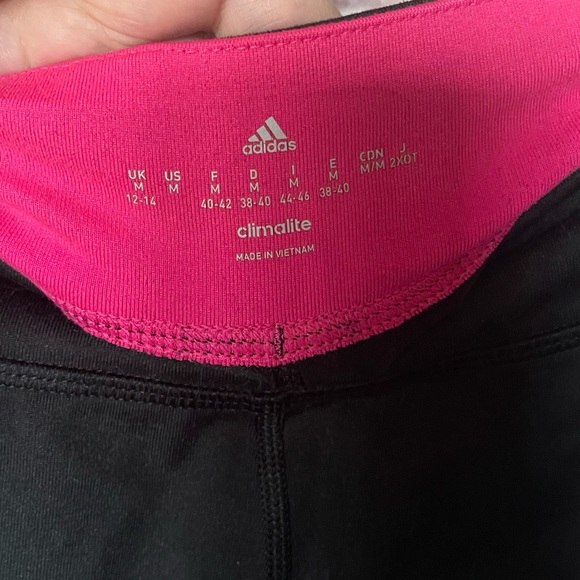 adidas
UK US F D I E CDN J
M M M M M M M/M 2XOT
12-14 40-42 38-40 44-46 38-40
climalite
MADE IN VIETNAM